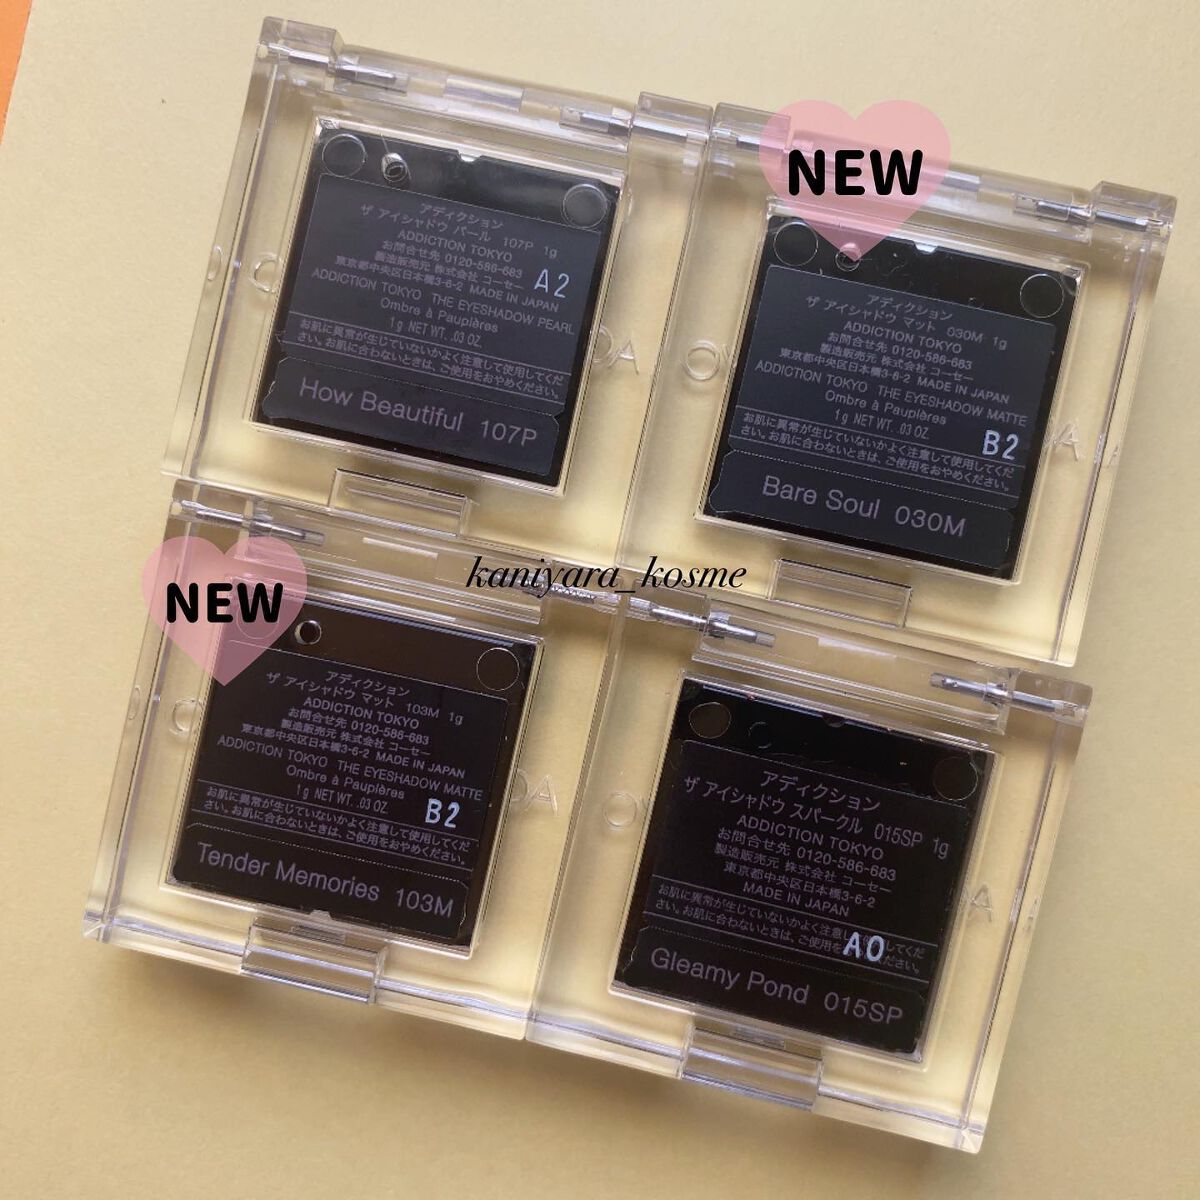 アディクション
ザ アイシャドウ パール 107P 1g
ADDICTION TOKYO
お問合せ先 0120-586-683
製造販売元 株式会社 コーセー
東京都中央区日本橋3-6-2 MADE IN JAPAN
A2
ADDICTION TOKYO THE EYESHADOW PEARL
Ombre à Paupières
1g NET WT. .03 OZ.
お肌に異常が生じていないかよく注意して使用してくだ
さい。お肌に合わないときは、ご使用をおやめください。
How Beautiful 107P
NEW
アディクション
ザ アイシャドウ マット 030M 1g
ADDICTION TOKYO
お問合せ先 0120-586-683
製造販売元 株式会社 コーセー
東京都中央区日本橋3-6-2 MADE IN JAPAN
ADDICTION TOKYO THE EYESHADOW MATTE
Ombre à Paupières
1g NET WT. .03 OZ.
B2
お肌に異常が生じていないかよく注意して使用してくだ
さい。お肌に合わないときは、ご使用をおやめください。
Bare Soul 030M
kaniyara_kosme
NEW
アディクション
ザ アイシャドウ マット 103M 1g
ADDICTION TOKYO
お問合せ先 0120-586-683
製造販売元 株式会社 コーセー
東京都中央区日本橋3-6-2 MADE IN JAPAN
ADDICTION TOKYO THE EYESHADOW MATTE
Ombre à Paupières
1g NET WT. .03 OZ.
B2
お肌に異常が生じていないかよく注意して使用してくだ
さい。お肌に合わないときは、ご使用をおやめください。
Tender Memories 103M
アディクション
ザ アイシャドウ スパークル 015SP 1g
ADDICTION TOKYO
お問合せ先 0120-586-683
製造販売元 株式会社 コーセー
東京都中央区日本橋3-6-2
MADE IN JAPAN
お肌に異常が生じていないかよく注意してくだ
さい。お肌に合わないときは、ご使用をください。
A0
Gleamy Pond 015SP